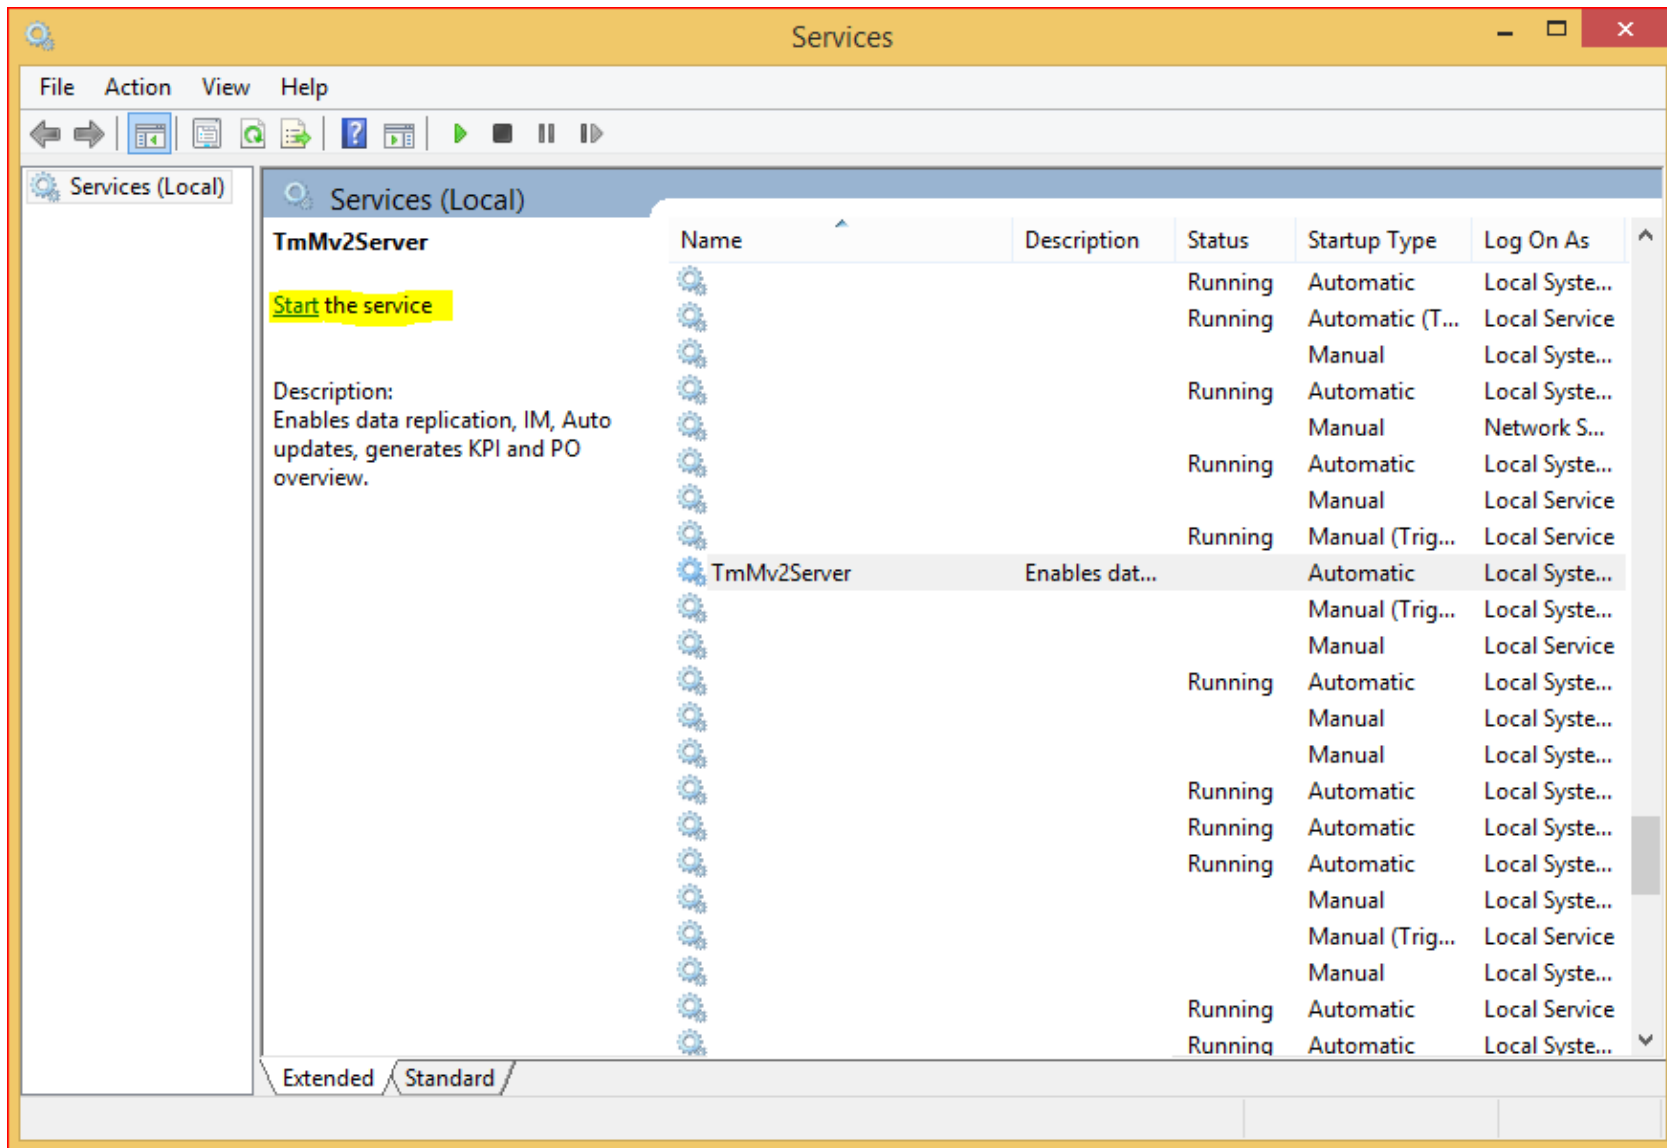 Services
File Action View Help
Services (Local)
Services (Local)
TmMv2Server
Start the service
Description:
Enables data replication, IM, Auto
updates, generates KPI and PO
overview.
Name Description Status Startup Type Log On As
Running Automatic Local Syste...
Running Automatic (T... Local Service
Manual Local Syste...
Running Automatic Local Syste...
Manual Network S...
Running Automatic Local Syste...
Manual Local Service
Running Manual (Trig... Local Service
TmMv2Server Enables dat... Automatic Local Syste...
Manual (Trig... Local Syste...
Manual Local Service
Running Automatic Local Syste...
Manual Local Syste...
Manual Local Syste...
Running Automatic Local Syste...
Running Automatic Local Syste...
Running Automatic Local Syste...
Manual Local Syste...
Manual (Trig... Local Service
Manual Local Syste...
Running Automatic Local Service
Running Automatic Local Syste...
Extended Standard